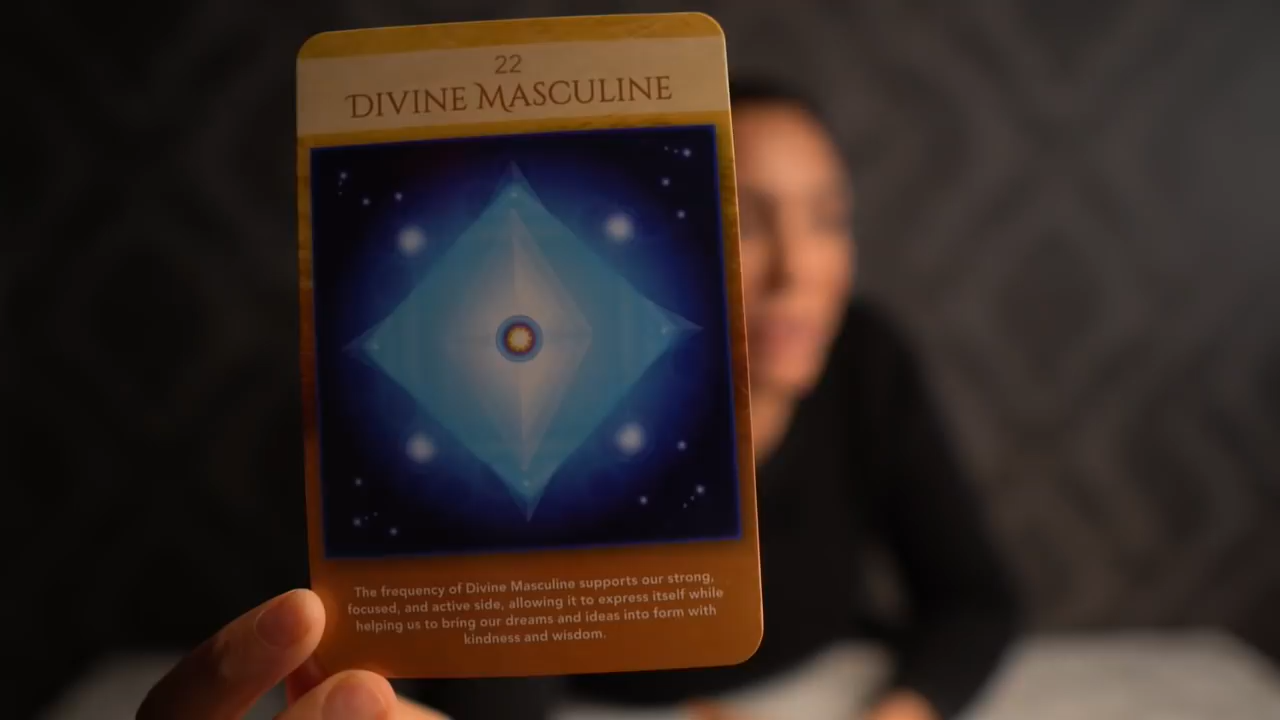 22
DIVINE MASCULINE
The frequency of Divine Masculine supports our strong,
focused, and active side, allowing it to express itself while
helping us to bring our dreams and ideas into form with
kindness and wisdom.